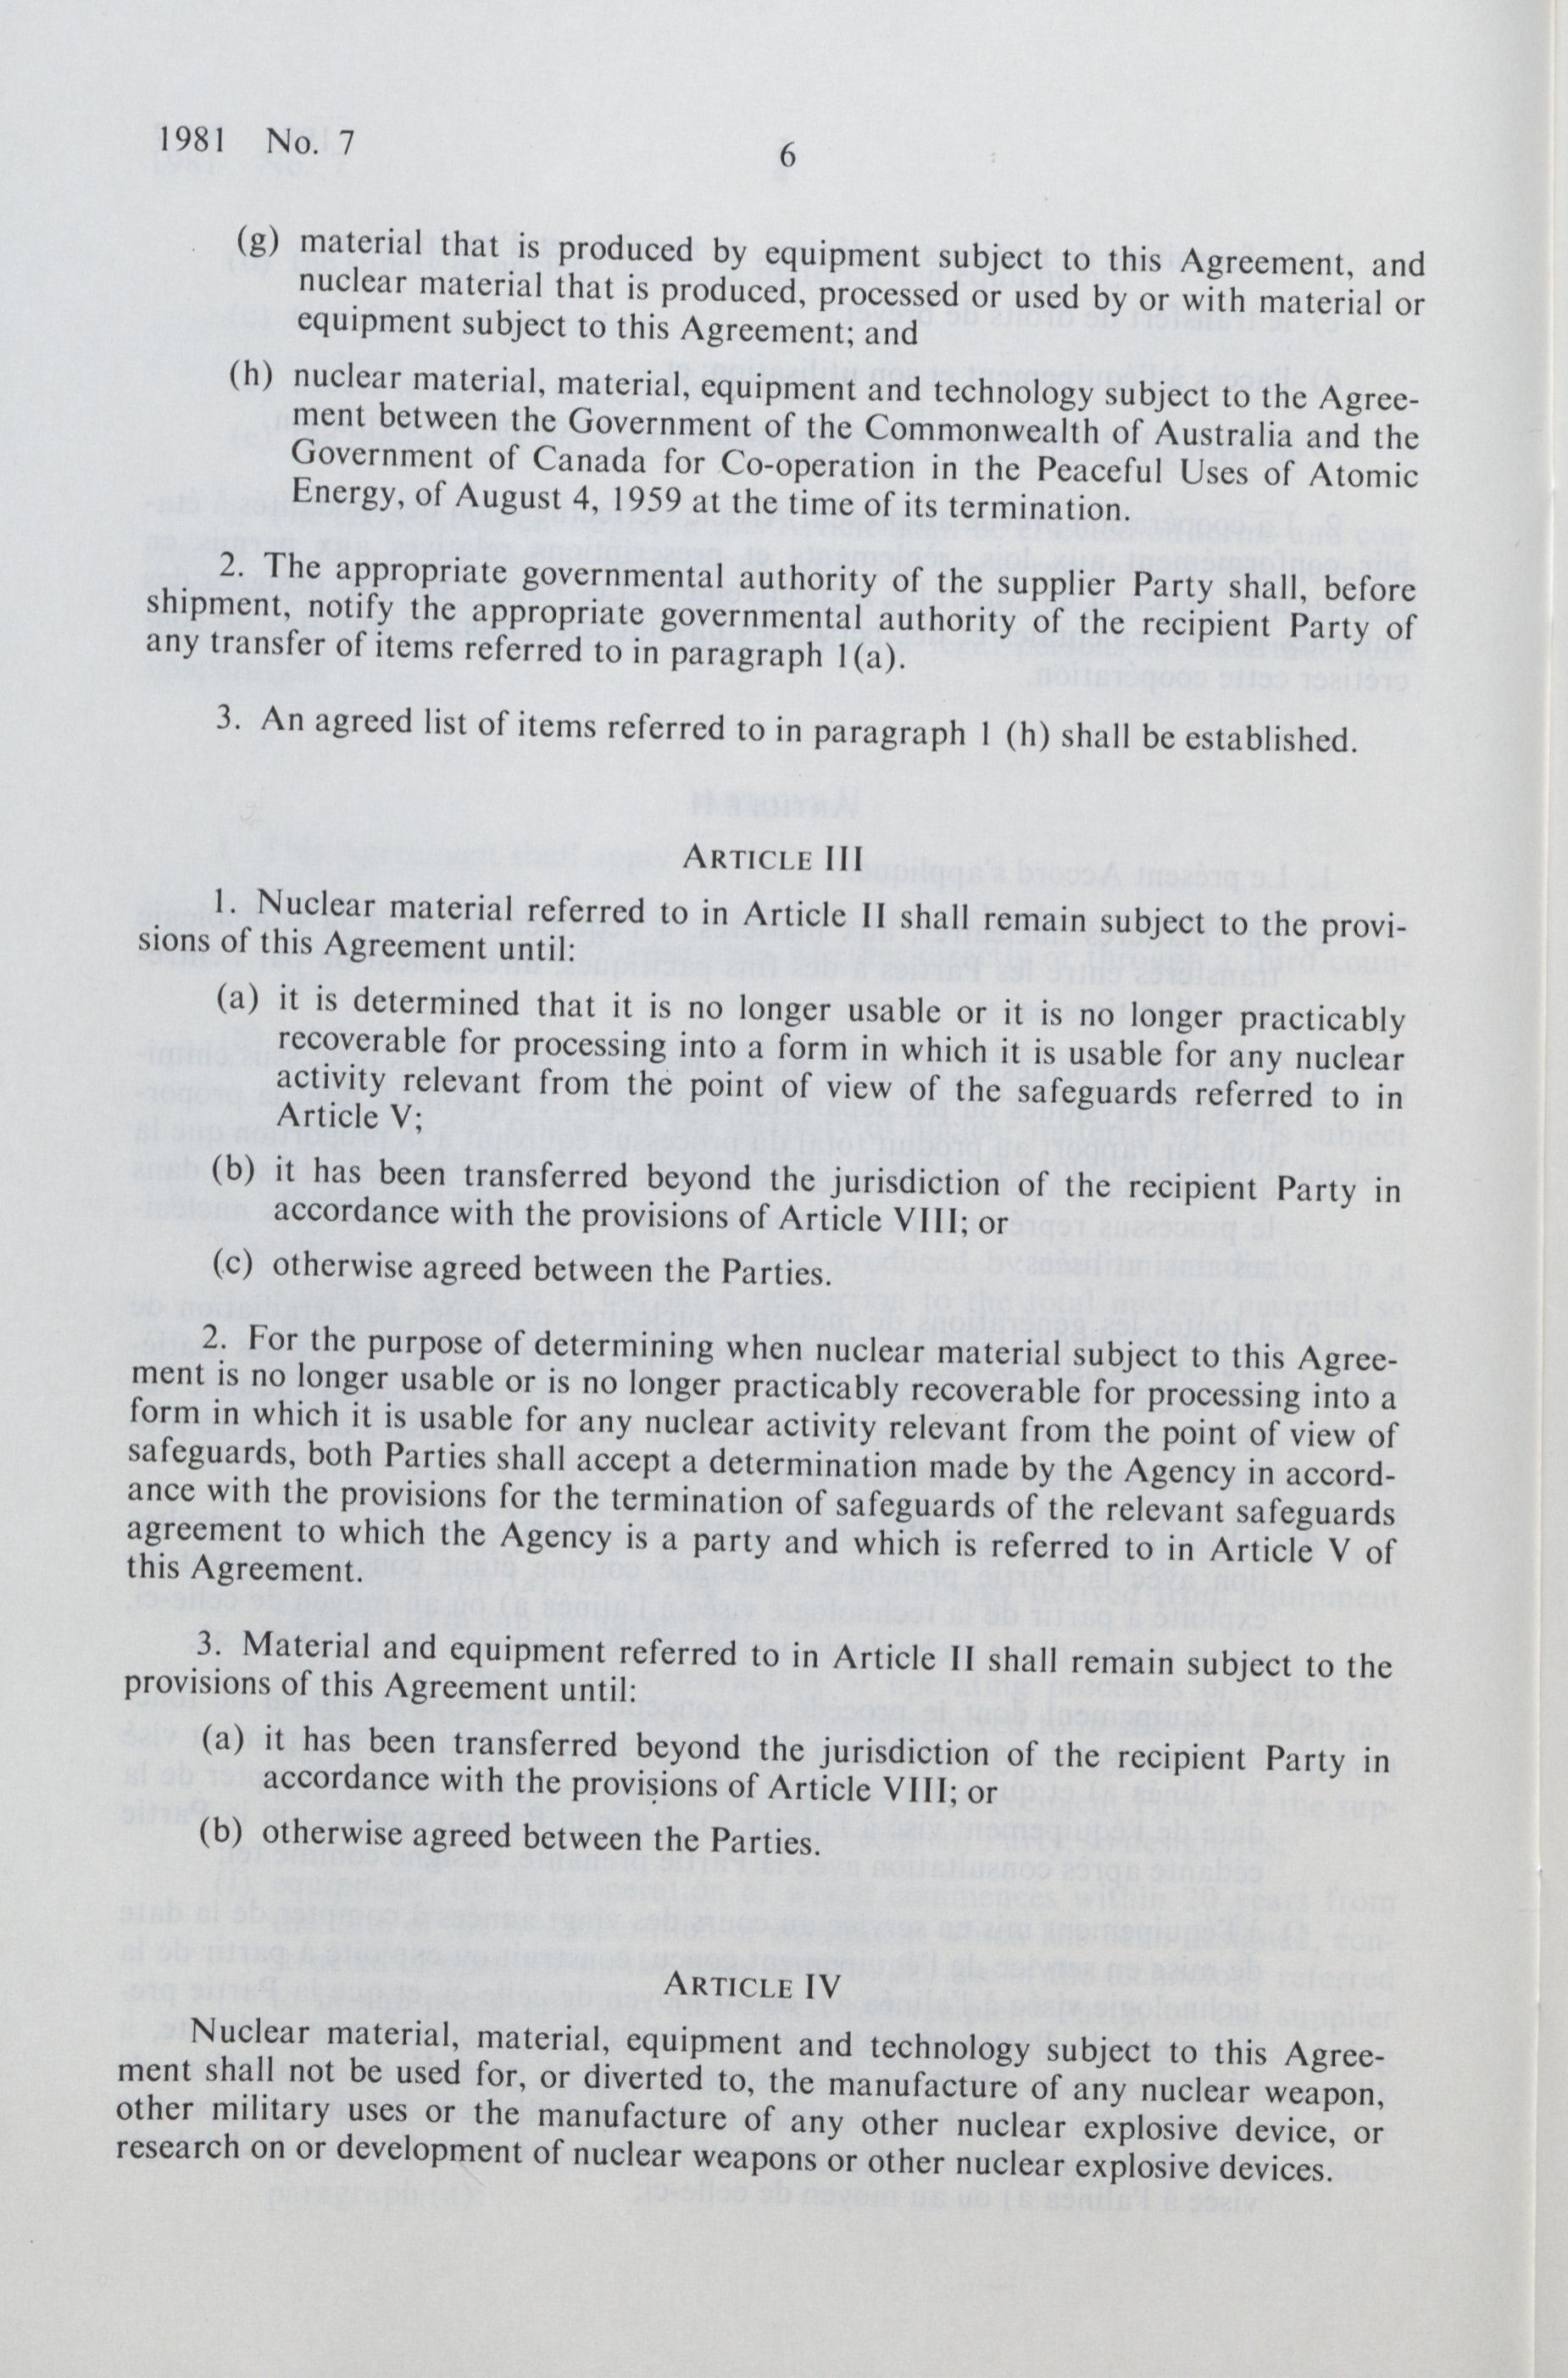 1981 No. 7
6
(g) material that is produced by equipment subject to this Agreement, and
nuclear material that is produced, processed or used by or with material or
equipment subject to this Agreement; and
(h) nuclear material, material, equipment and technology subject to the Agree-
ment between the Government of the Commonwealth of Australia and the
Government of Canada for Co-operation in the Peaceful Uses of Atomic
Energy, of August 4, 1959 at the time of its termination.
2. The appropriate governmental authority of the supplier Party shall, before
shipment, notify the appropriate governmental authority of the recipient Party of
any transfer of items referred to in paragraph 1(a).
3. An agreed list of items referred to in paragraph 1 (h) shall be established.
ARTICLE III
1. Nuclear material referred to in Article II shall remain subject to the provi-
sions of this Agreement until:
(a) it is determined that it is no longer usable or it is no longer practicably
recoverable for processing into a form in which it is usable for any nuclear
activity relevant from the point of view of the safeguards referred to in
Article V;
(b) it has been transferred beyond the jurisdiction of the recipient Party in
accordance with the provisions of Article VIII; or
(c) otherwise agreed between the Parties.
2. For the purpose of determining when nuclear material subject to this Agree-
ment is no longer usable or is no longer practicably recoverable for processing into a
form in which it is usable for any nuclear activity relevant from the point of view of
safeguards, both Parties shall accept a determination made by the Agency in accord-
ance with the provisions for the termination of safeguards of the relevant safeguards
agreement to which the Agency is a party and which is referred to in Article V of
this Agreement.
3. Material and equipment referred to in Article II shall remain subject to the
provisions of this Agreement until:
(a) it has been transferred beyond the jurisdiction of the recipient Party in
accordance with the provisions of Article VIII; or
(b) otherwise agreed between the Parties.
ARTICLE IV
Nuclear material, material, equipment and technology subject to this Agree-
ment shall not be used for, or diverted to, the manufacture of any nuclear weapon,
other military uses or the manufacture of any other nuclear explosive device, or
research on or development of nuclear weapons or other nuclear explosive devices.